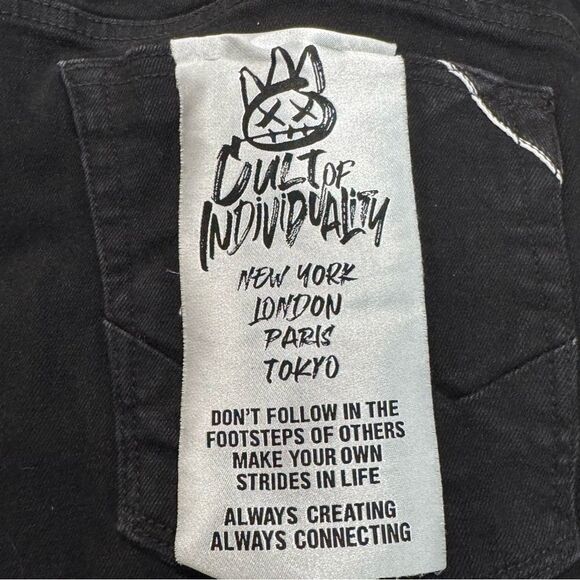 CULT OF
INDIVIDUALITY
NEW YORK
LONDON
PARIS
TOKYO
DON'T FOLLOW IN THE
FOOTSTEPS OF OTHERS
MAKE YOUR OWN
STRIDES IN LIFE
ALWAYS CREATING
ALWAYS CONNECTING